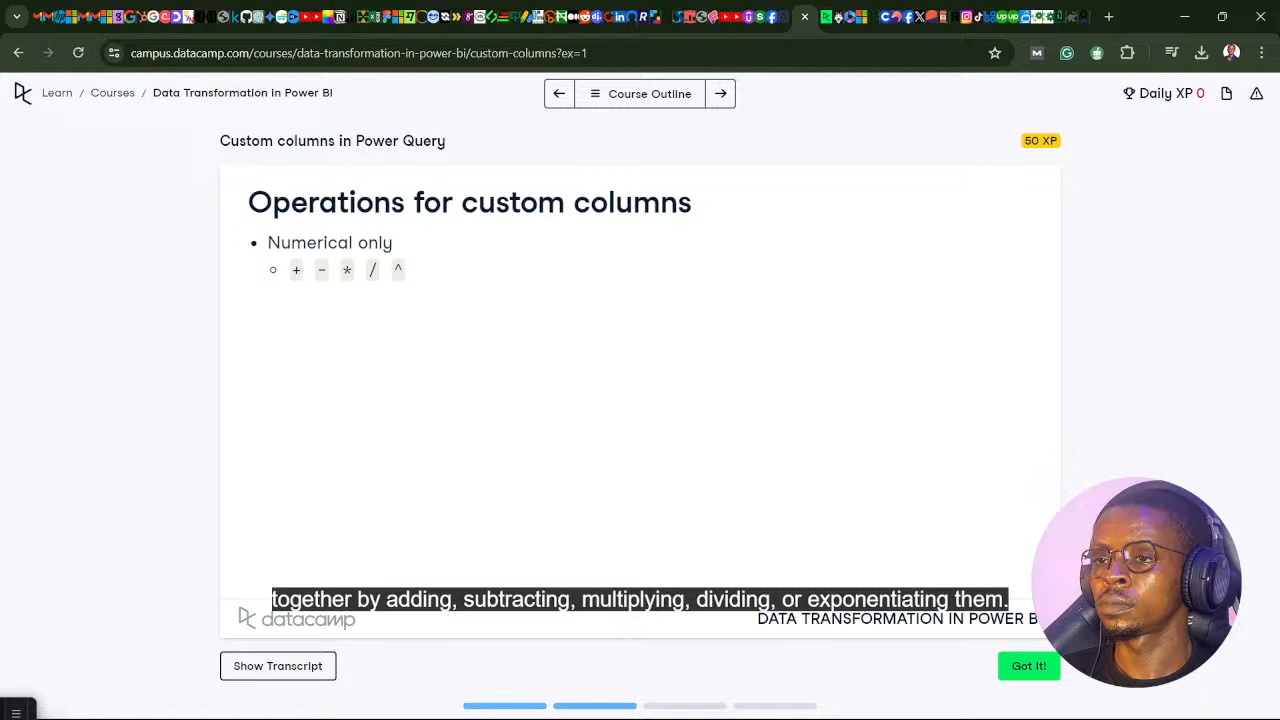 campus.datacamp.com/courses/data-transformation-in-power-bi/custom-columns?ex=1
Learn / Courses / Data Transformation in Power BI
Course Outline
Daily XP 0
Custom columns in Power Query
50 XP
Operations for custom columns
Numerical only
+ - * / ^
together by adding, subtracting, multiplying, dividing, or exponentiating them.
datacamp
DATA TRANSFORMATION IN POWER B
Show Transcript
Got It!